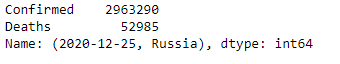 Confirmed    2963290
Deaths         52985
Name: (2020-12-25, Russia), dtype: int64